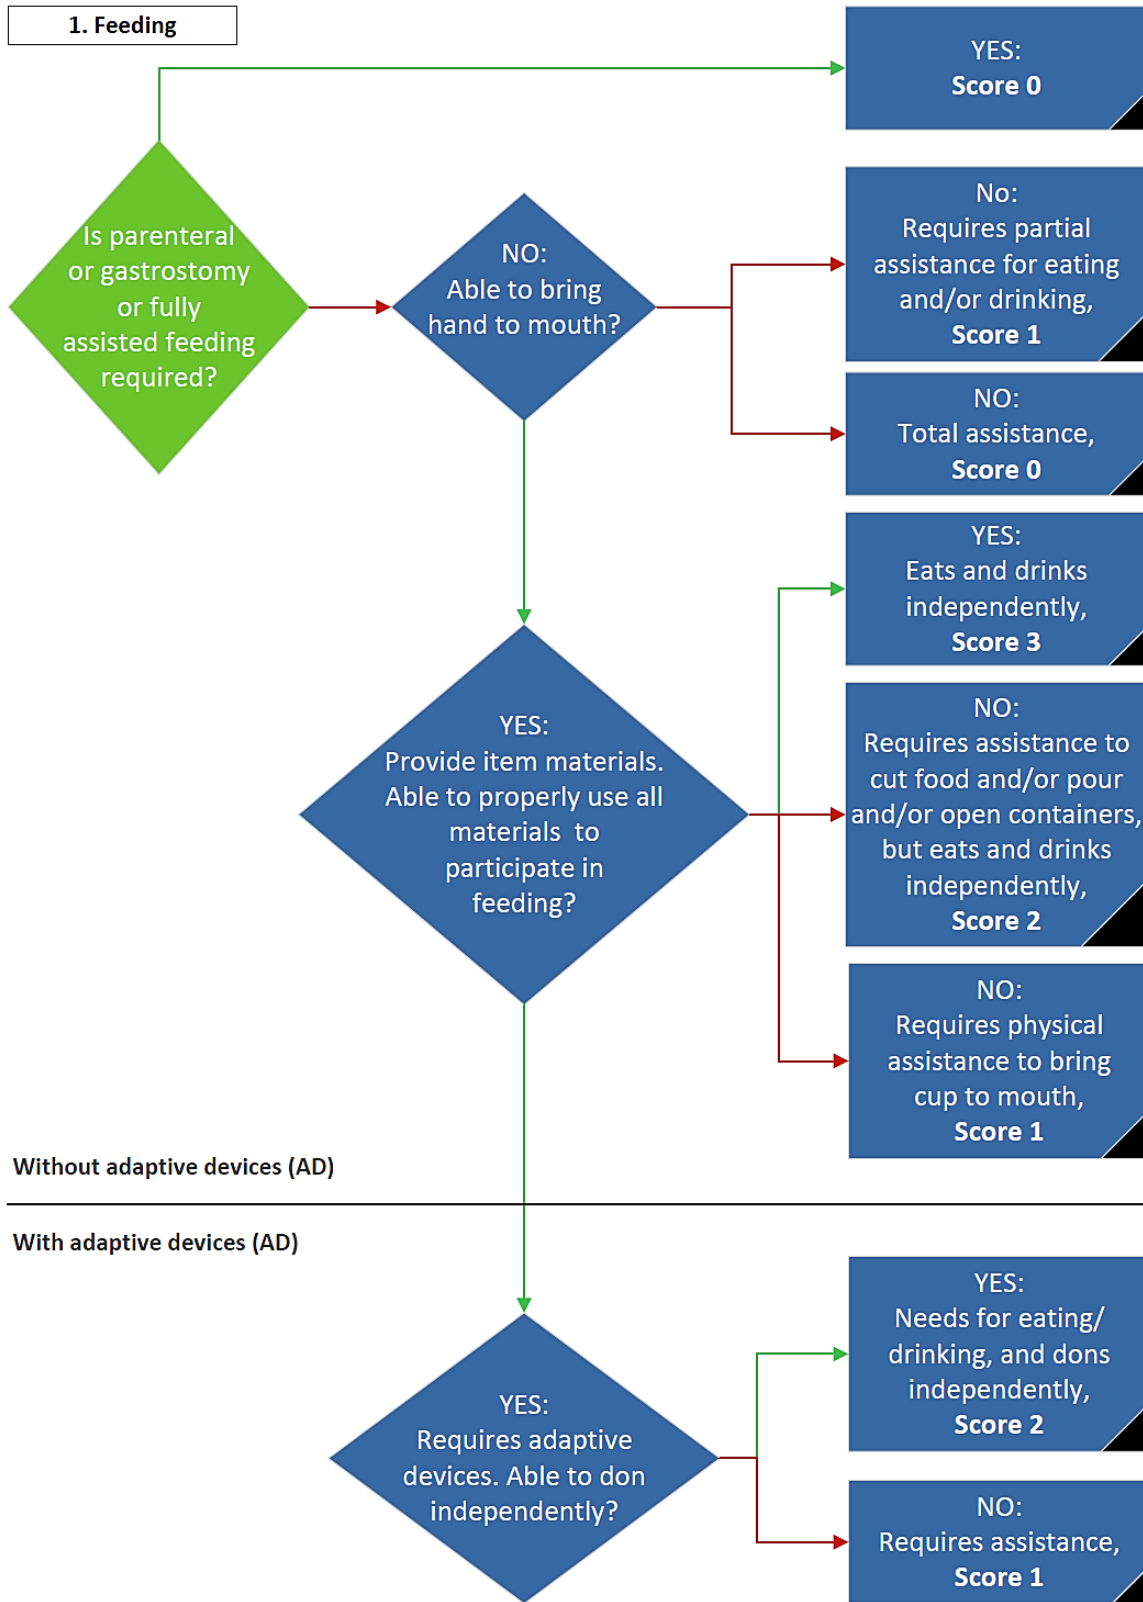 1. Feeding
YES:
Score 0
Is parenteral
or gastrostomy
or fully
assisted feeding
required?
NO:
Able to bring
hand to mouth?
No:
Requires partial
assistance for eating
and/or drinking,
Score 1
NO:
Total assistance,
Score 0
YES:
Provide item materials.
Able to properly use all
materials to
participate in
feeding?
YES:
Eats and drinks
independently,
Score 3
NO:
Requires assistance to
cut food and/or pour
and/or open containers,
but eats and drinks
independently,
Score 2
NO:
Requires physical
assistance to bring
cup to mouth,
Score 1
Without adaptive devices (AD)
With adaptive devices (AD)
YES:
Requires adaptive
devices. Able to don
independently?
YES:
Needs for eating/
drinking, and dons
independently,
Score 2
NO:
Requires assistance,
Score 1